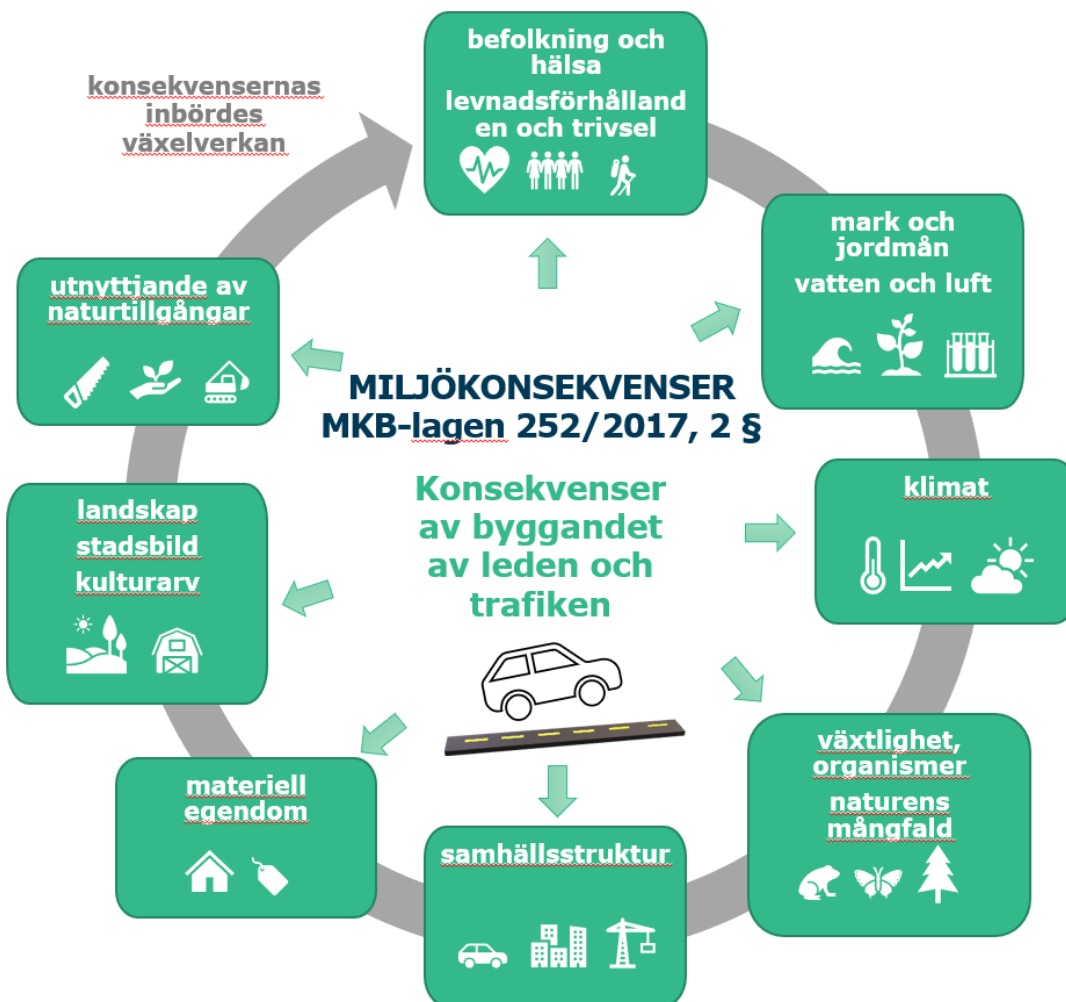 konsekvensernas
inbördes
växelverkan
befolkning och
hälsa
levnadsförhålland
en och trivsel
mark och
jordmån
vatten och luft
klimat
växtlighet,
organismer
naturens
mångfald
samhällsstruktur
materiell
egendom
landskap
stadsbild
kulturarv
utnyttjande av
naturtillgångar
MILJÖKONSEKVENSER
MKB-lagen 252/2017, 2 §
Konsekvenser
av byggandet
av leden och
trafiken